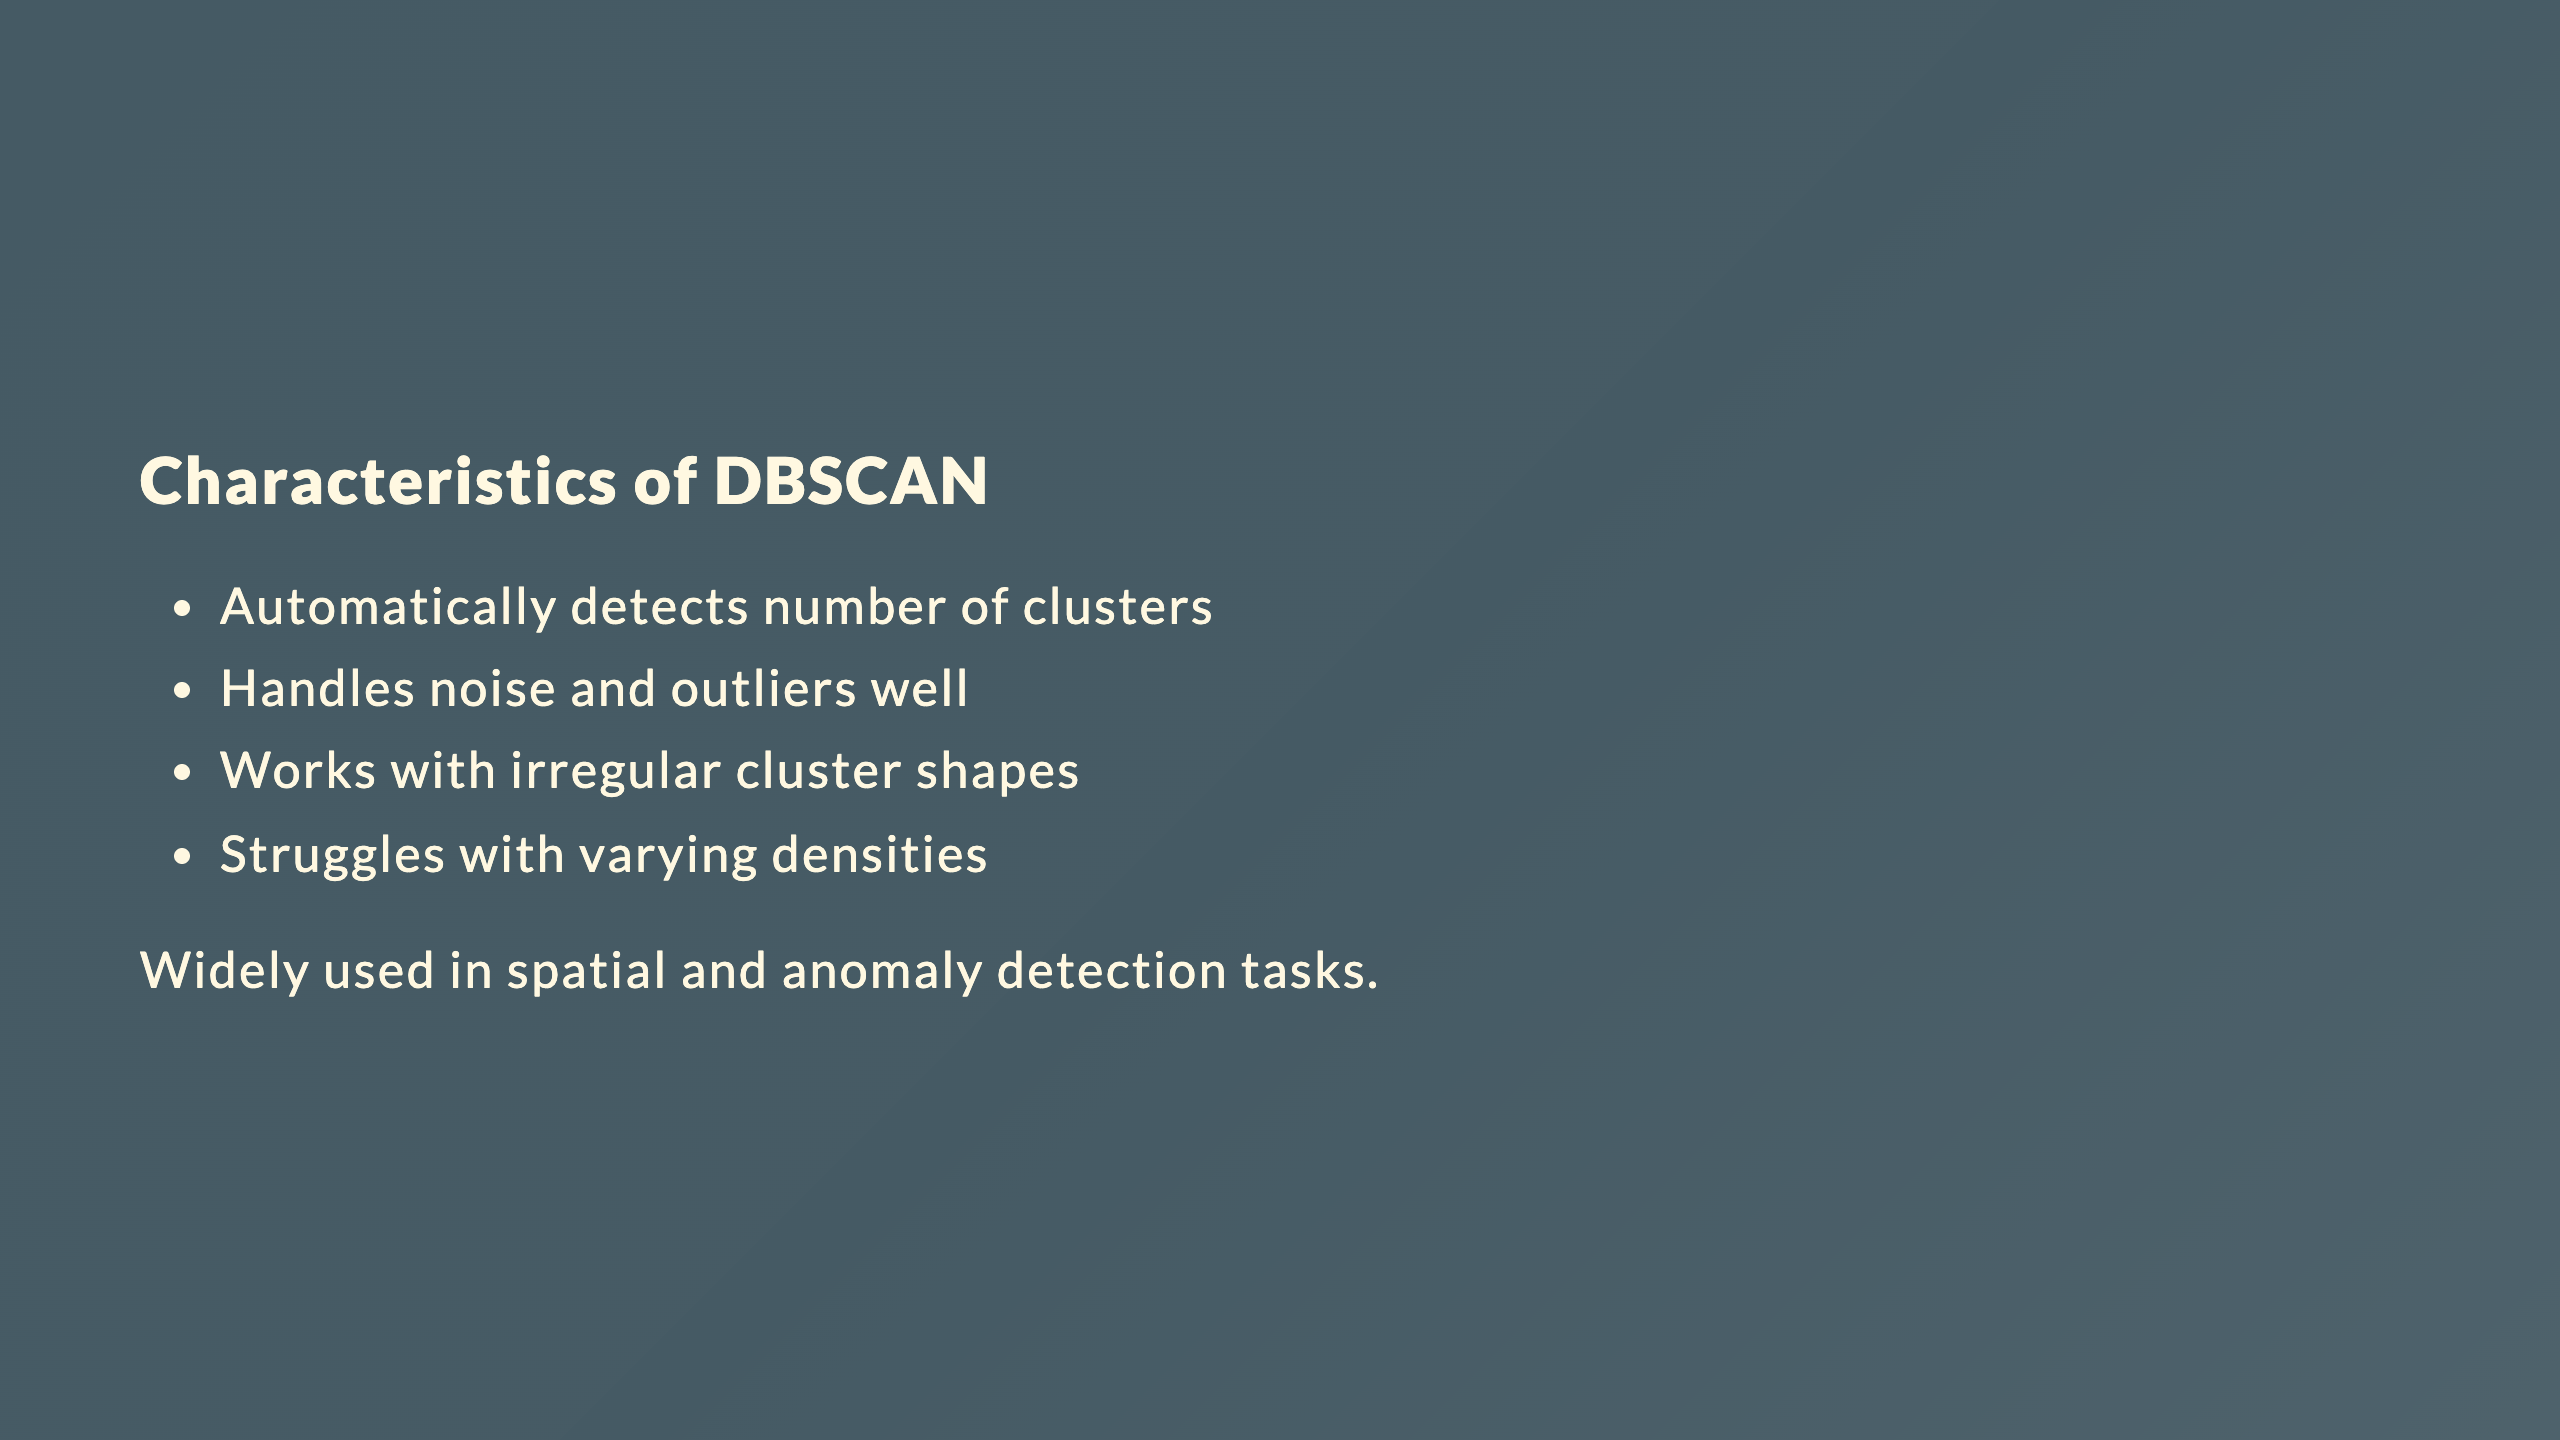 Characteristics of DBSCAN
• Automatically detects number of clusters
• Handles noise and outliers well
• Works with irregular cluster shapes
• Struggles with varying densities
Widely used in spatial and anomaly detection tasks.